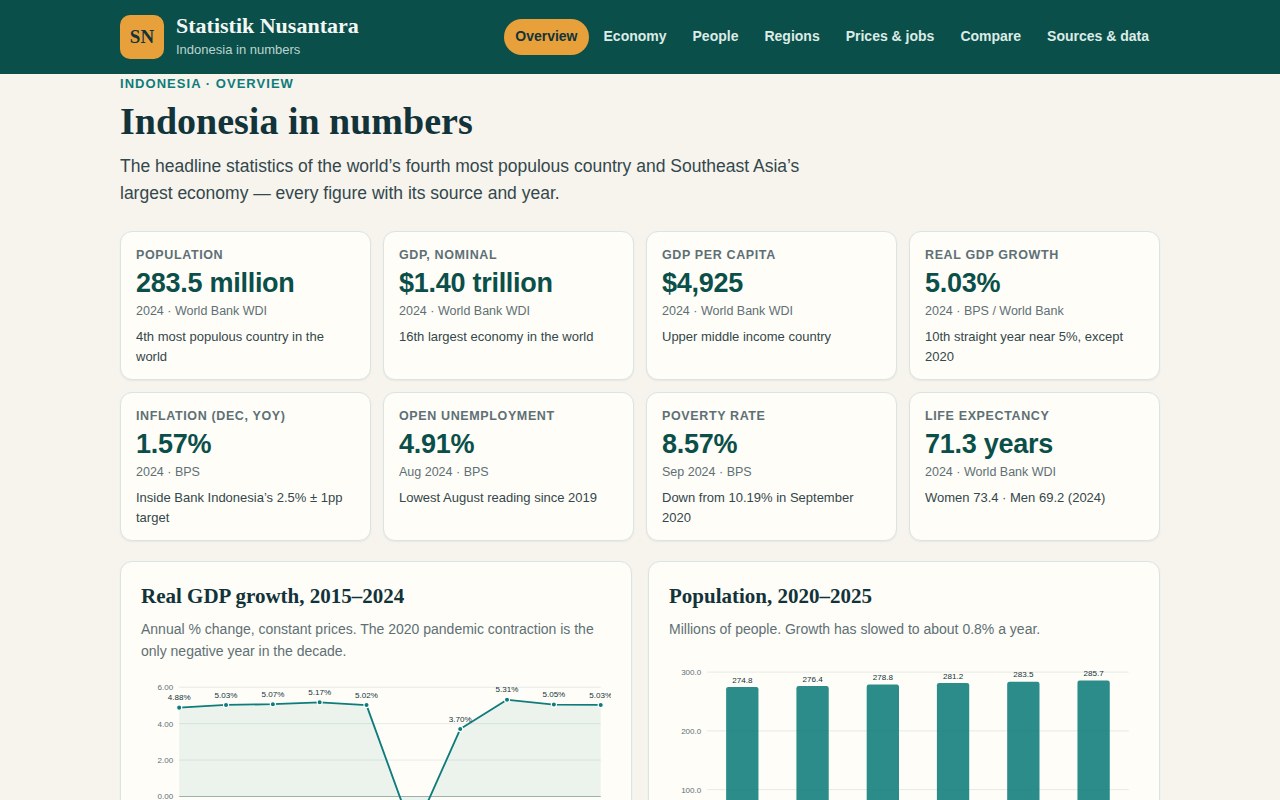 SN
Statistik Nusantara
Indonesia in numbers
Overview
Economy
People
Regions
Prices & jobs
Compare
Sources & data
INDONESIA · OVERVIEW
Indonesia in numbers
The headline statistics of the world’s fourth most populous country and Southeast Asia’s
largest economy — every figure with its source and year.
POPULATION
283.5 million
2024 · World Bank WDI
4th most populous country in the
world
GDP, NOMINAL
$1.40 trillion
2024 · World Bank WDI
16th largest economy in the world
GDP PER CAPITA
$4,925
2024 · World Bank WDI
Upper middle income country
REAL GDP GROWTH
5.03%
2024 · BPS / World Bank
10th straight year near 5%, except
2020
INFLATION (DEC, YOY)
1.57%
2024 · BPS
Inside Bank Indonesia’s 2.5% ± 1pp
target
OPEN UNEMPLOYMENT
4.91%
Aug 2024 · BPS
Lowest August reading since 2019
POVERTY RATE
8.57%
Sep 2024 · BPS
Down from 10.19% in September
2020
LIFE EXPECTANCY
71.3 years
2024 · World Bank WDI
Women 73.4 · Men 69.2 (2024)
Real GDP growth, 2015–2024
Annual % change, constant prices. The 2020 pandemic contraction is the
only negative year in the decade.
6.00
4.00
2.00
0.00
4.88%
5.03%
5.07%
5.17%
5.02%
3.70%
5.31%
5.05%
5.03%
Population, 2020–2025
Millions of people. Growth has slowed to about 0.8% a year.
300.0
200.0
100.0
274.8
276.4
278.8
281.2
283.5
285.7